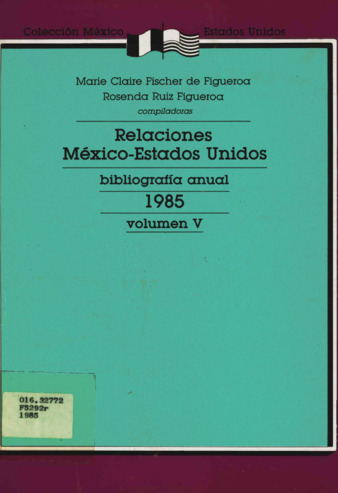 Colección México Estados Unidos
Marie Claire Fischer de Figueroa
Rosenda Ruiz Figueroa
compiladoras
Relaciones
México-Estados Unidos
bibliografía anual
1985
volumen V
016.32772
F5292r
1985